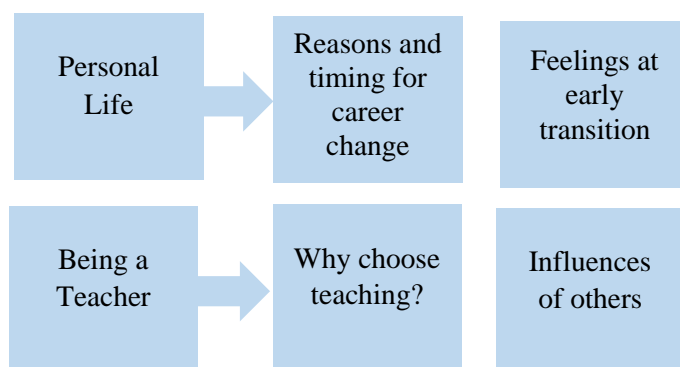 Personal
Life
Reasons and
timing for
career
change
Feelings at
early
transition
Being a
Teacher
Why choose
teaching?
Influences
of others